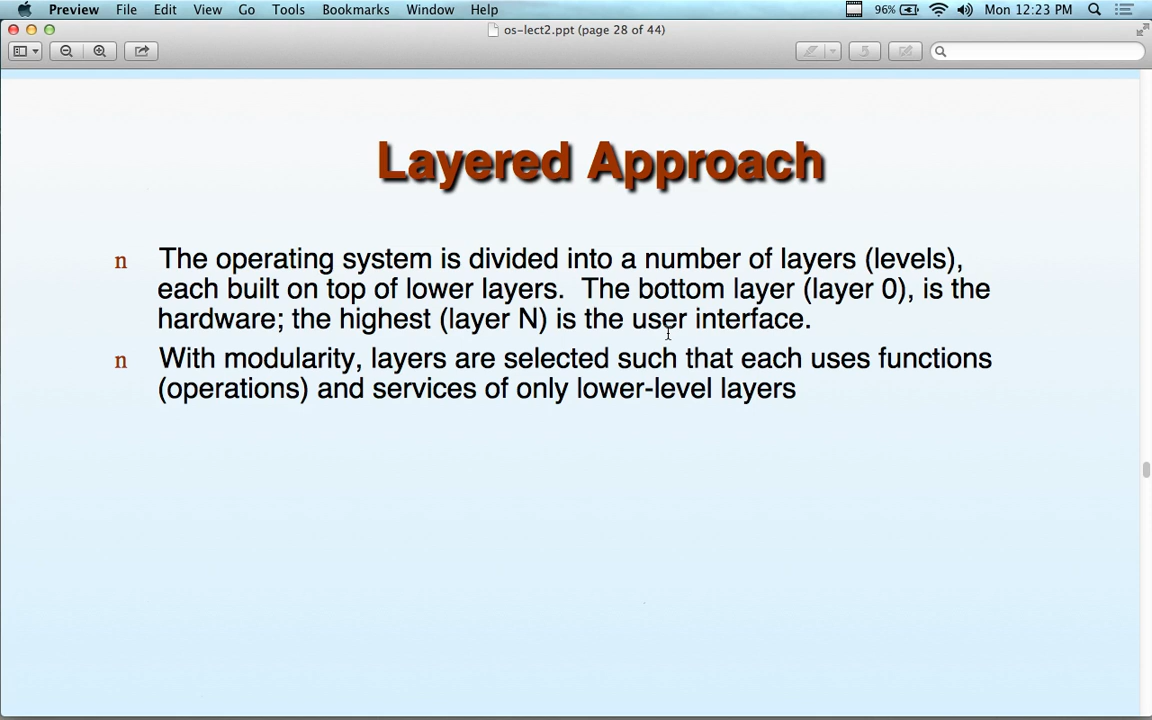 Preview File Edit View Go Tools Bookmarks Window Help 96% Mon 12:23 PM
os-lect2.ppt (page 28 of 44)
Layered Approach
n The operating system is divided into a number of layers (levels),
each built on top of lower layers. The bottom layer (layer 0), is the
hardware; the highest (layer N) is the user interface.
n With modularity, layers are selected such that each uses functions
(operations) and services of only lower-level layers